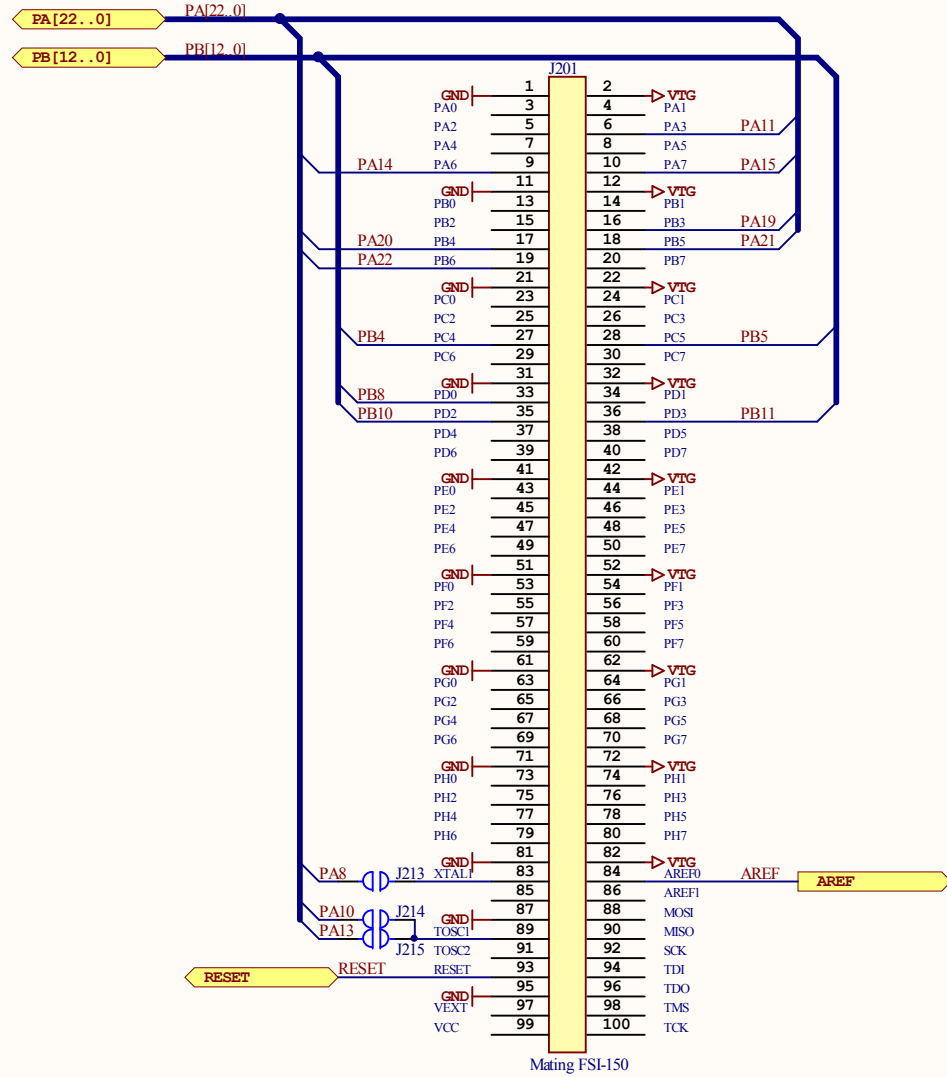 PA[22..0] PA[22..0]
PB[12..0] PB[12..0]
J201
GND 1 2 VTG
PA0 3 4 PA1
PA2 5 6 PA3 PA11
PA4 7 8 PA5
PA14 PA6 9 10 PA7 PA15
GND 11 12 VTG
PB0 13 14 PB1
PB2 15 16 PB3 PA19
PA20 PB4 17 18 PB5 PA21
PA22 PB6 19 20 PB7
GND 21 22 VTG
PC0 23 24 PC1
PC2 25 26 PC3
PB4 PC4 27 28 PC5 PB5
PC6 29 30 PC7
GND 31 32 VTG
PB8 PD0 33 34 PD1
PB10 PD2 35 36 PD3 PB11
PD4 37 38 PD5
PD6 39 40 PD7
GND 41 42 VTG
PE0 43 44 PE1
PE2 45 46 PE3
PE4 47 48 PE5
PE6 49 50 PE7
GND 51 52 VTG
PF0 53 54 PF1
PF2 55 56 PF3
PF4 57 58 PF5
PF6 59 60 PF7
GND 61 62 VTG
PG0 63 64 PG1
PG2 65 66 PG3
PG4 67 68 PG5
PG6 69 70 PG7
GND 71 72 VTG
PH0 73 74 PH1
PH2 75 76 PH3
PH4 77 78 PH5
PH6 79 80 PH7
GND 81 82 VTG
PA8 J213 XTAL1 83 84 AREF0 AREF AREF
85 86 AREF1
PA10 J214 GND 87 88 MOSI
PA13 TOSC1 89 90 MISO
J215 TOSC2 91 92 SCK
RESET RESET RESET 93 94 TDI
GND 95 96 TDO
VEXT 97 98 TMS
VCC 99 100 TCK
Mating FSI-150